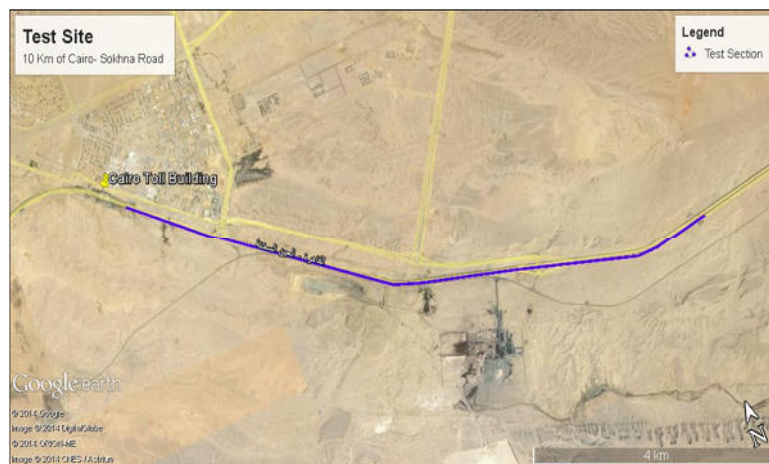 Test Site
10 Km of Cairo- Sokhna Road
Legend
Test Section
Cairo Toll Building
Google earth
© 2014 Google
Image © 2014 DigitalGlobe
© 2014 ORION-ME
Image © 2014 CNES / Astrium
4 km
N